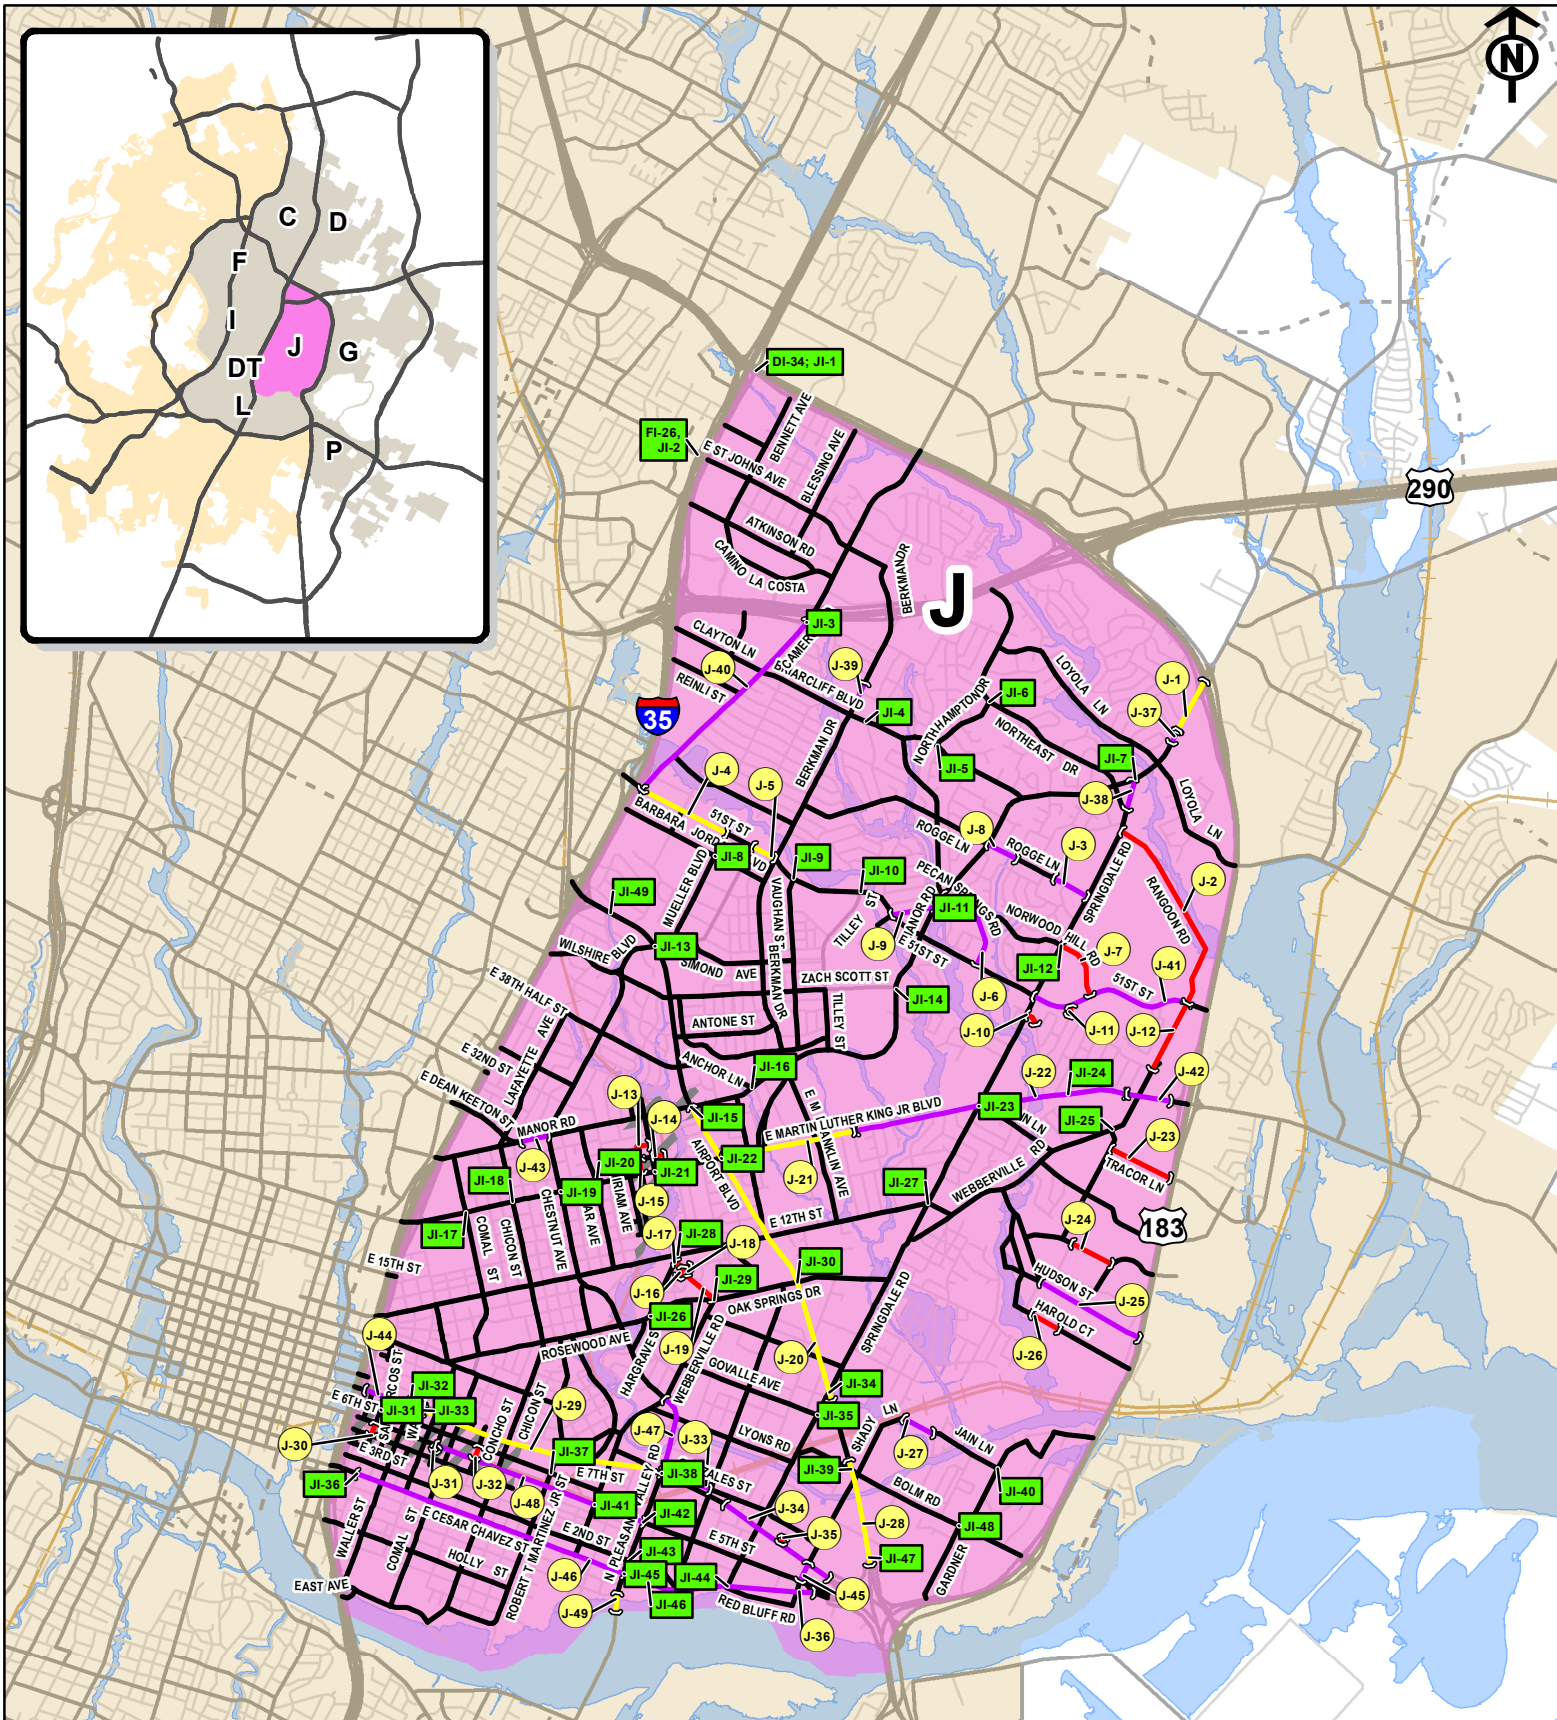 N
C
D
F
I
J
G
DT
L
P
DI-34; JI-1
FI-26,
JI-2
BENNETT AVE
BLESSING AVE
E ST JOHNS AVE
290
ATKINSON RD
CAMINO LA COSTA
BERKMAN DR
J
JI-3
CLAYTON LN
J-40
REINLI ST
BRIARCLIFF BLVD
J-39
LOYOLA LN
J-1
JI-6
NORTHHAMPTON DR
J-37
35
JI-4
NORTHEAST DR
BERKMAN DR
JI-5
JI-7
J-4
J-5
J-38
LOYOLA LN
51ST ST
J-8
ROGGE LN
ROGGE LN
J-3
JI-8
JI-9
SPRINGDALE RD
JI-10
PECAN SPRINGS RD
J-2
RANGOON RD
JI-49
MUELLER BLVD
VAUGHAN ST
TILLEY ST
MANOR RD
JI-11
NORWOOD HILL RD
WILSHIRE BLVD
JI-13
J-9
E 51ST ST
J-7
SIMOND AVE
BERKMAN DR
JI-12
J-41
E 38TH HALF ST
ZACH SCOTT ST
51ST ST
JI-14
J-6
TILLEY ST
LAFAYETTE AVE
ANTONE ST
J-10
J-11
J-12
E 32ND ST
ANCHOR LN
JI-16
J-22
JI-24
J-42
E DEAN KEETON ST
J-13
MANOR RD
J-14
JI-15
E MARTIN LUTHER KING JR BLVD
JI-23
JI-25
J-23
J-43
JI-20
JI-21
AIRPORT BLVD
JI-22
J-21
WEBBERVILLE RD
TRACOR LN
JI-18
JI-19
J-15
JI-27
JI-17
COMAL ST
CHICON ST
CHESTNUT AVE
J-17
JI-28
J-18
E 12TH ST
J-24
183
E 15TH ST
J-16
JI-29
JI-30
HUDSON ST
J-25
OAK SPRINGS DR
HAROLD CT
J-44
JI-26
SPRINGDALE RD
ROSEWOOD AVE
J-19
WEBBERVILLE RD
J-20
J-26
GOVALLE AVE
JI-32
JI-34
E 6TH ST
JI-31
JI-33
CONCHO ST
CHICON ST
J-29
JI-35
SHADY LN
J-30
E 3RD ST
J-47
J-33
LYONS RD
J-27
JAIN LN
JI-37
E 7TH ST
JI-38
JI-39
JI-36
J-31
J-32
J-48
BOLM RD
JI-40
WALLER ST
COMAL ST
E CESAR CHAVEZ ST
ROBERT T MARTINEZ JR ST
JI-41
JI-42
J-34
J-28
E 2ND ST
E 5TH ST
J-35
JI-48
HOLLY ST
JI-43
JI-47
EAST AVE
J-46
JI-45
JI-44
J-45
GARDNER
J-49
JI-46
RED BLUFF RD
J-36